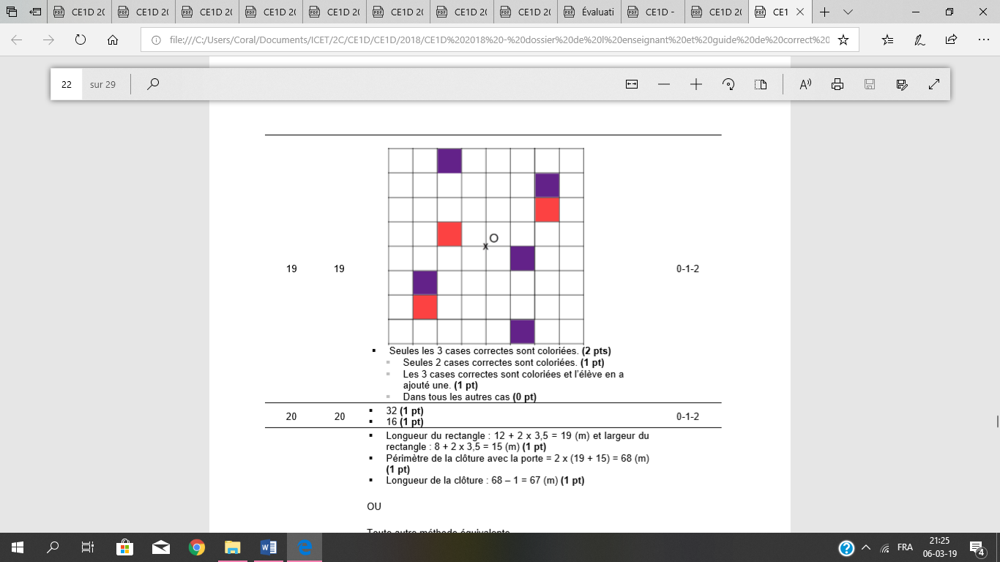 CE1D 20 CE1D 20 CE1D 20 CE1D 20 CE1D 20 CE1D 20 CE1D 20 CE1D 20 Évaluati CE1D - CE1D 20 CE1
file:///C:/Users/Coral/Documents/ICET/2C/CE1D/CE1D/2018/CE1D%202018%20-%20dossier%20de%20l%20enseignant%20et%20guide%20de%20correct%20
22 sur 29
O
x
19 19 0-1-2
▪ Seules les 3 cases correctes sont coloriées. (2 pts)
▫ Seules 2 cases correctes sont coloriées. (1 pt)
▫ Les 3 cases correctes sont coloriées et l'élève en a
ajouté une. (1 pt)
▫ Dans tous les autres cas (0 pt)
20 20 ▪ 32 (1 pt) 0-1-2
▪ 16 (1 pt)
▪ Longueur du rectangle : 12 + 2 x 3,5 = 19 (m) et largeur du
rectangle : 8 + 2 x 3,5 = 15 (m) (1 pt)
▪ Périmètre de la clôture avec la porte = 2 x (19 + 15) = 68 (m)
(1 pt)
▪ Longueur de la clôture : 68 – 1 = 67 (m) (1 pt)
OU
Toute autre méthode équivalente
FRA
21:25
06-03-19
4